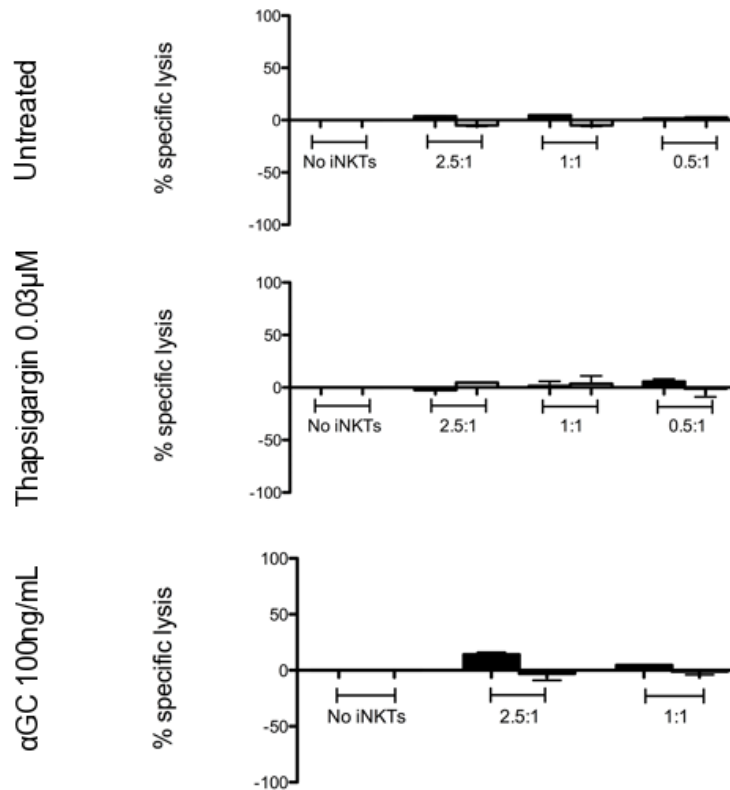 Untreated
% specific lysis
100
50
0
-50
-100
No iNKTs
2.5:1
1:1
0.5:1
Thapsigargin 0.03µM
% specific lysis
100
50
0
-50
-100
No iNKTs
2.5:1
1:1
0.5:1
αGC 100ng/mL
% specific lysis
100
50
0
-50
-100
No iNKTs
2.5:1
1:1